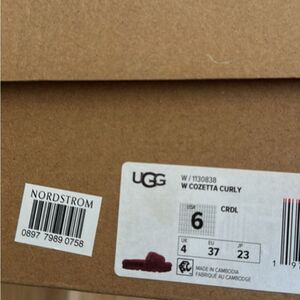 UGG
W / 1130838
W COZETTA CURLY
NORDSTROM
0897 7989 0758
USA
6
CRDL
UK
4
EU
37
JP
23
MADE IN CAMBODIA
FABRIQUÉ AU CAMBODGE